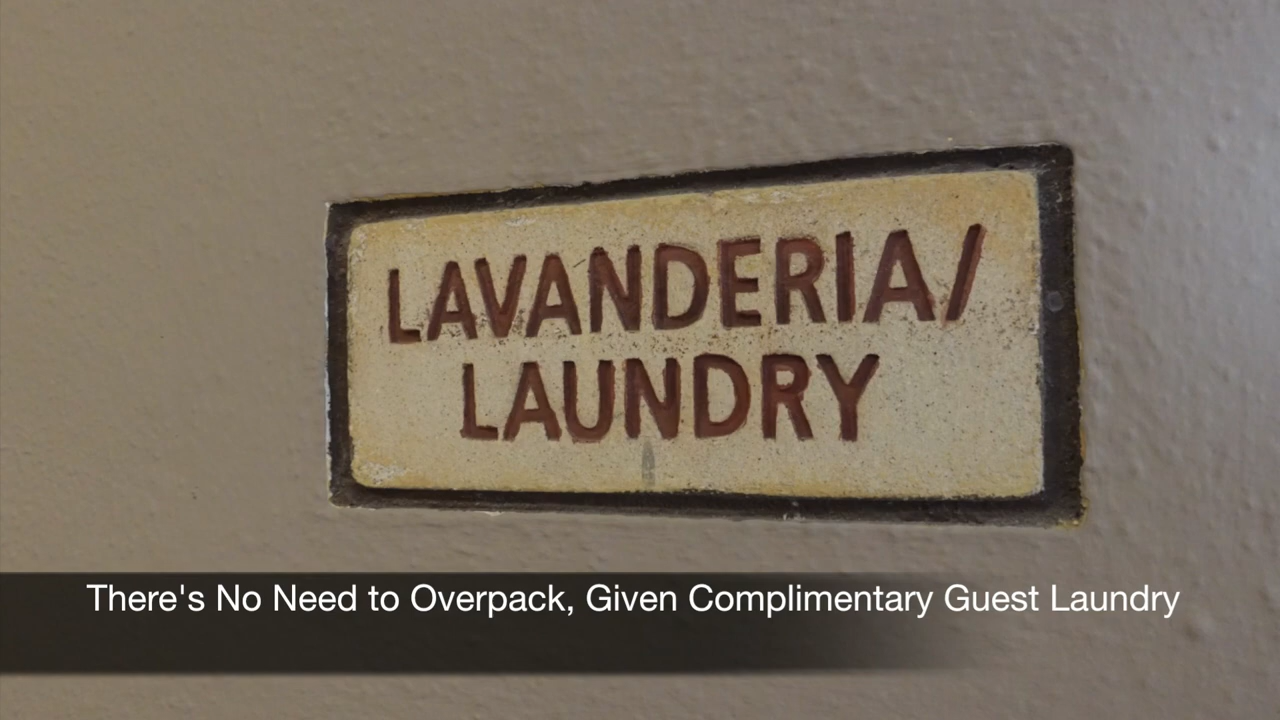 LAVANDERIA/
LAUNDRY
There's No Need to Overpack, Given Complimentary Guest Laundry